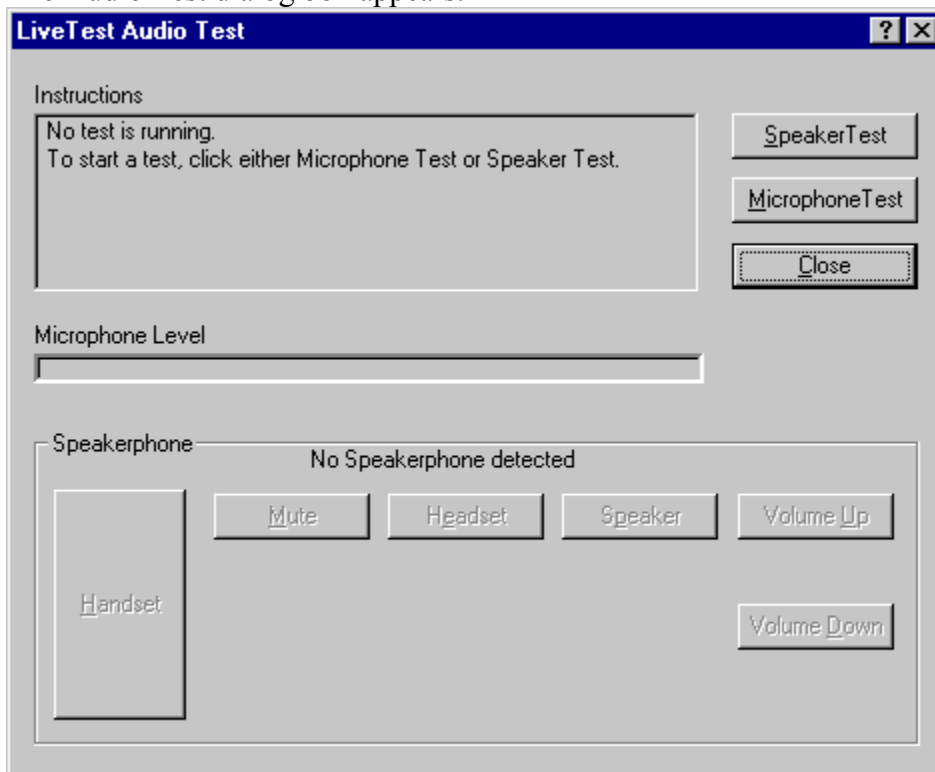 LiveTest Audio Test
Instructions
No test is running.
To start a test, click either Microphone Test or Speaker Test.
SpeakerTest
MicrophoneTest
Close
Microphone Level
Speakerphone
No Speakerphone detected
Mute Headset Speaker Volume Up
Handset
Volume Down